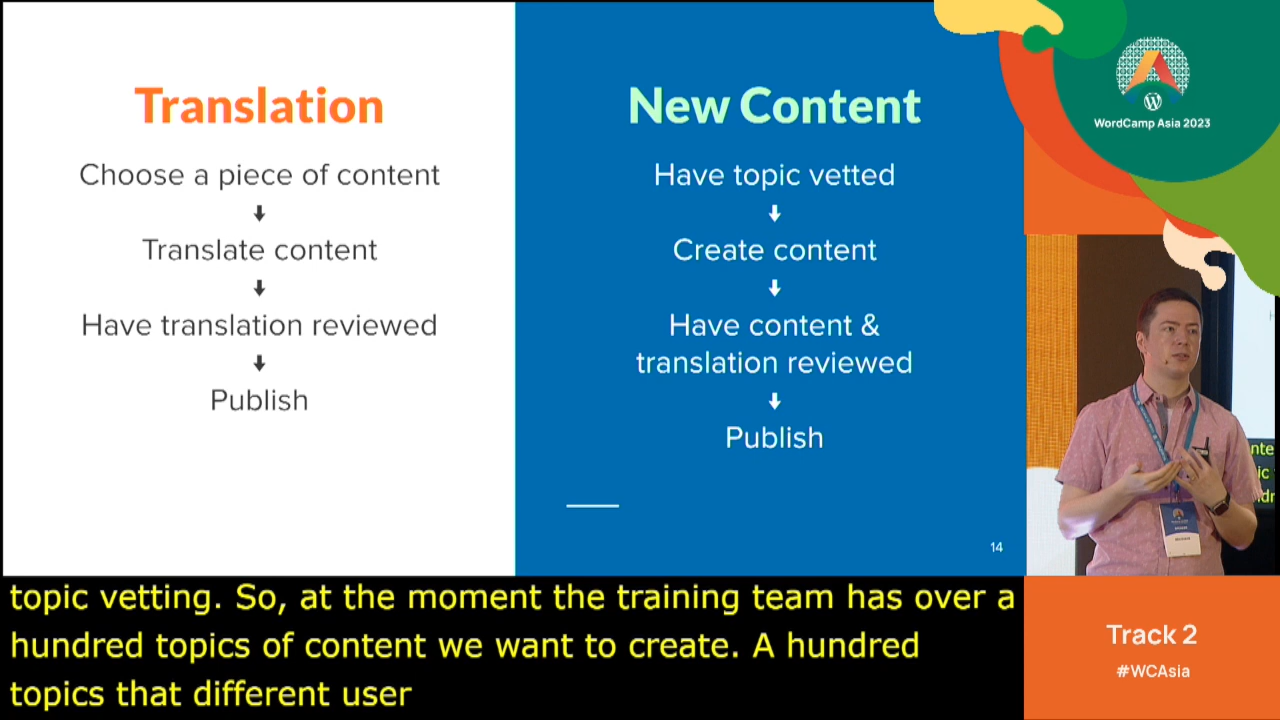 Translation
Choose a piece of content
Translate content
Have translation reviewed
Publish
New Content
Have topic vetted
Create content
Have content &
translation reviewed
Publish
14
WordCamp Asia 2023
topic vetting. So, at the moment the training team has over a
hundred topics of content we want to create. A hundred
topics that different user
Track 2
#WCAsia